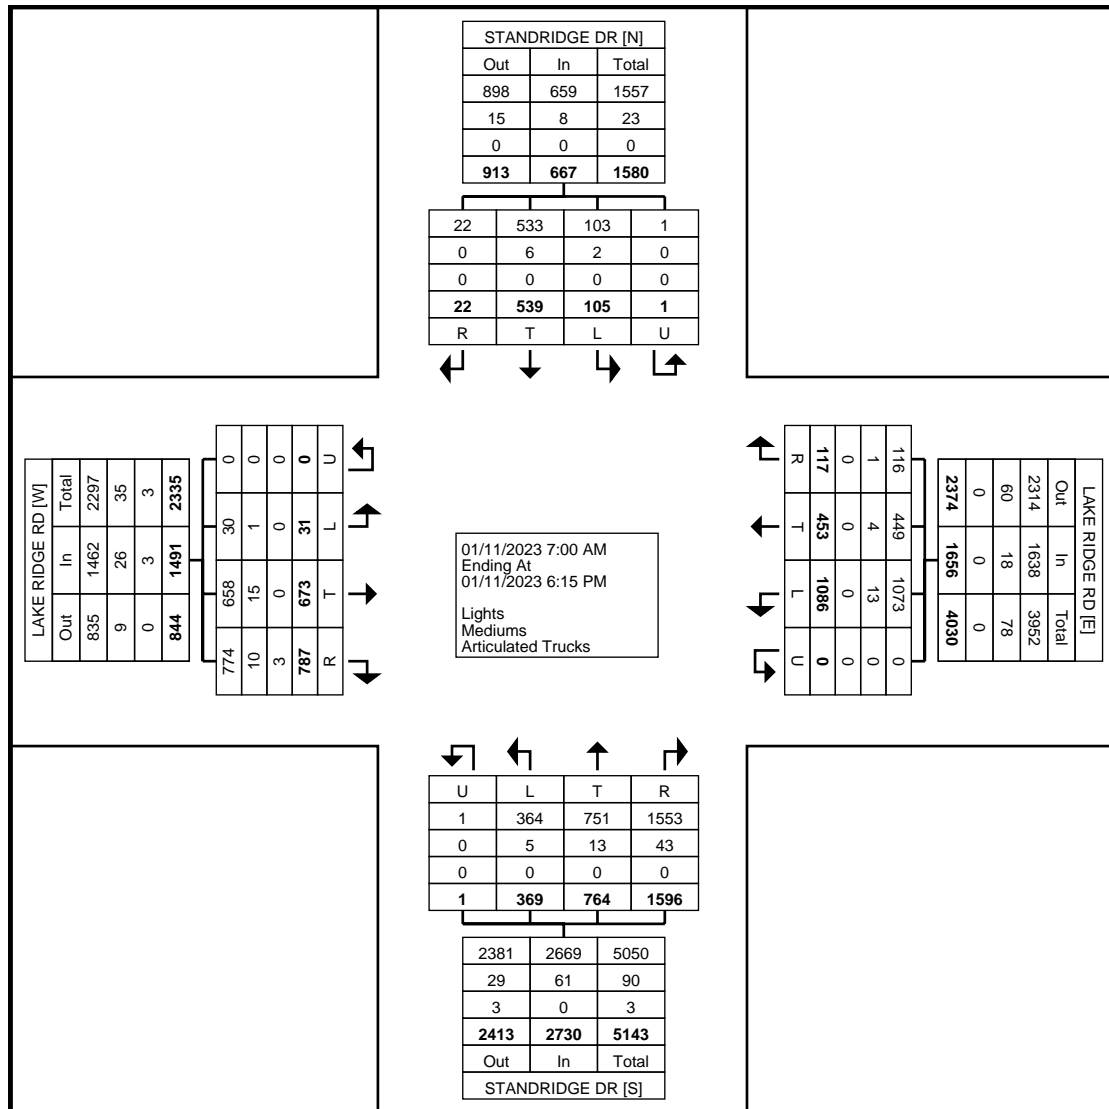 STANDRIDGE DR [N]
Out In Total
898 659 1557
15 8 23
0 0 0
913 667 1580
22 533 103 1
0 6 2 0
0 0 0 0
22 539 105 1
R T L U
LAKE RIDGE RD [W]
Out In Total
835 1462 2297
9 26 35
0 3 3
844 1491 2335
774 658 30 0
10 15 1 0
3 0 0 0
787 673 31 0
R T L U
01/11/2023 7:00 AM
Ending At
01/11/2023 6:15 PM
Lights
Mediums
Articulated Trucks
LAKE RIDGE RD [E]
Out In Total
2314 1638 3952
60 18 78
0 0 0
2374 1656 4030
116 449 1073 0
1 4 13 0
0 0 0 0
117 453 1086 0
R T L U
U L T R
1 364 751 1553
0 5 13 43
0 0 0 0
1 369 764 1596
2381 2669 5050
29 61 90
3 0 3
2413 2730 5143
Out In Total
STANDRIDGE DR [S]